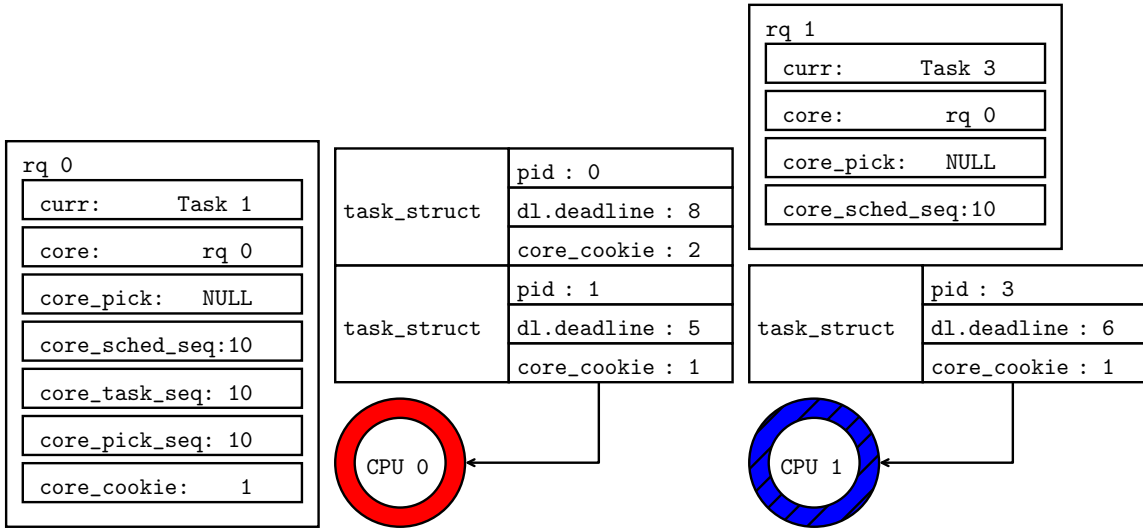 rq 0
curr: Task 1
core: rq 0
core_pick: NULL
core_sched_seq:10
core_task_seq: 10
core_pick_seq: 10
core_cookie: 1
task_struct
pid : 0
dl.deadline : 8
core_cookie : 2
task_struct
pid : 1
dl.deadline : 5
core_cookie : 1
CPU 0
rq 1
curr: Task 3
core: rq 0
core_pick: NULL
core_sched_seq:10
task_struct
pid : 3
dl.deadline : 6
core_cookie : 1
CPU 1